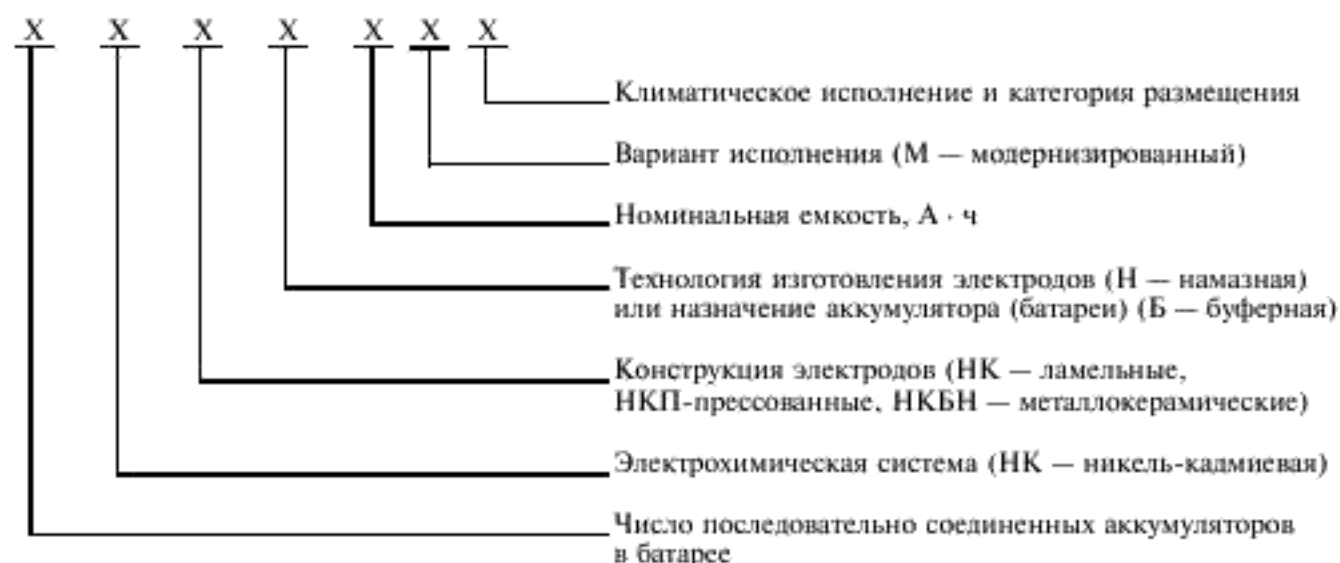 X X X X X X X
Климатическое исполнение и категория размещения
Вариант исполнения (М — модернизированный)
Номинальная емкость, А · ч
Технология изготовления электродов (Н — намазная)
или назначение аккумулятора (батареи) (Б — буферная)
Конструкция электродов (НК — ламельные,
НКП-прессованные, НКБН — металлокерамические)
Электрохимическая система (НК — никель-кадмиевая)
Число последовательно соединенных аккумуляторов
в батарее